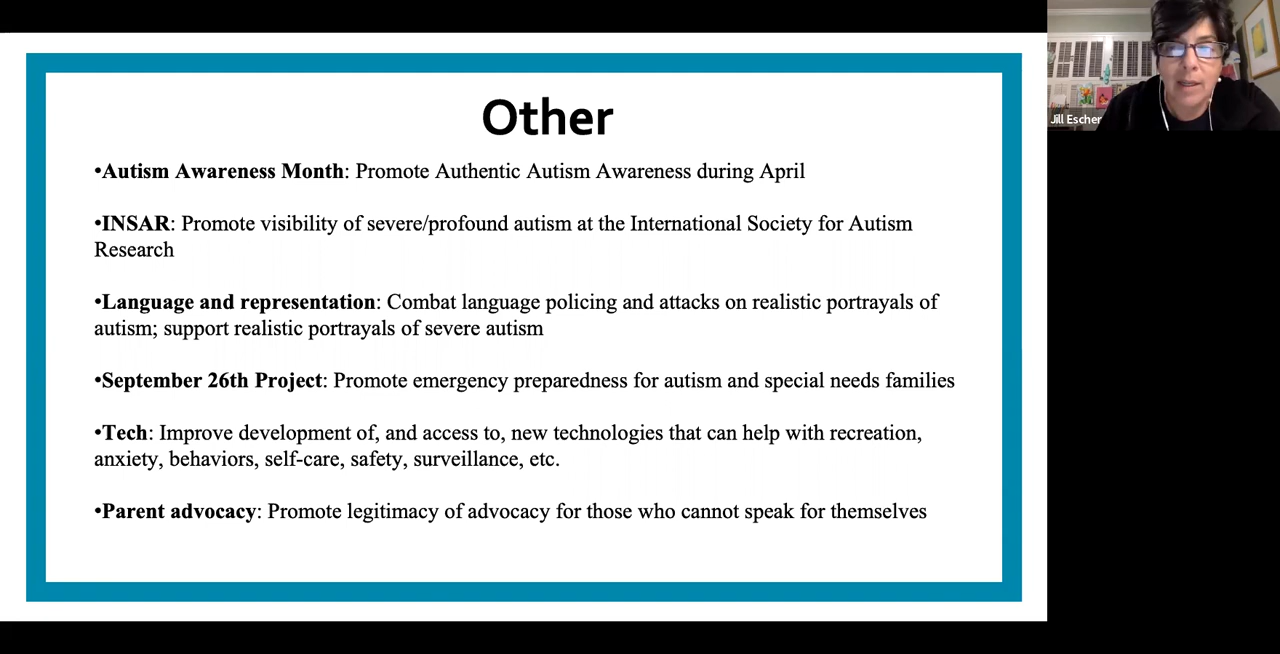 Other
•Autism Awareness Month: Promote Authentic Autism Awareness during April
•INSAR: Promote visibility of severe/profound autism at the International Society for Autism
Research
•Language and representation: Combat language policing and attacks on realistic portrayals of
autism; support realistic portrayals of severe autism
•September 26th Project: Promote emergency preparedness for autism and special needs families
•Tech: Improve development of, and access to, new technologies that can help with recreation,
anxiety, behaviors, self-care, safety, surveillance, etc.
•Parent advocacy: Promote legitimacy of advocacy for those who cannot speak for themselves
Jill Escher